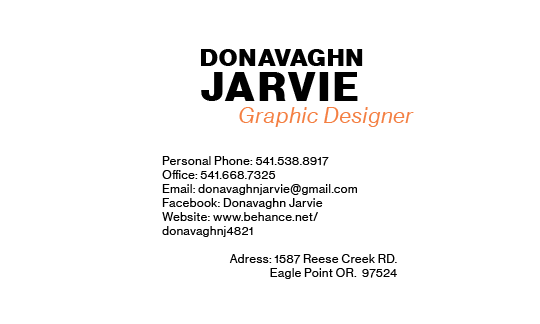 DONAVAGHN
JARVIE
Graphic Designer
Personal Phone: 541.538.8917
Office: 541.668.7325
Email: donavaghnjarvie@gmail.com
Facebook: Donavaghn Jarvie
Website: www.behance.net/
donavaghnj4821
Adress: 1587 Reese Creek RD.
Eagle Point OR.  97524